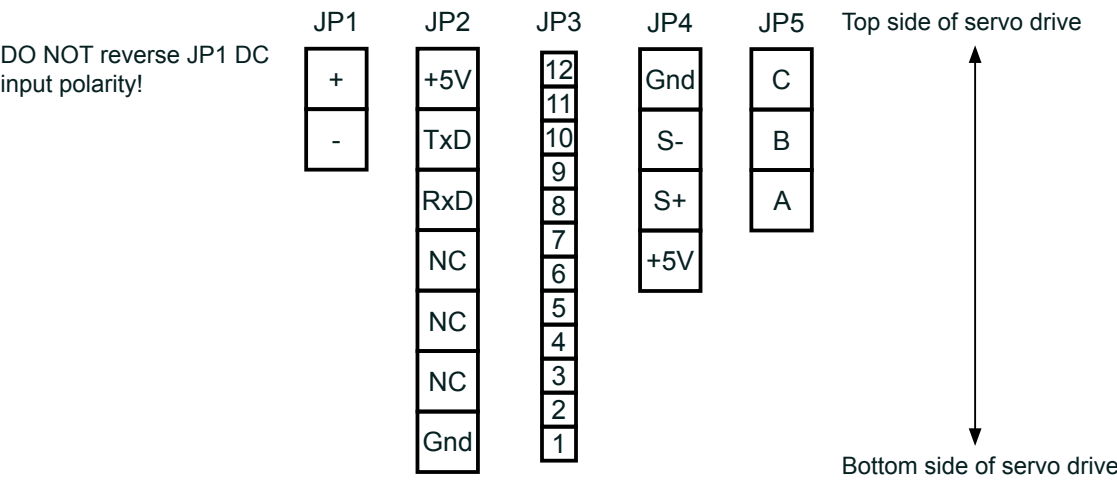 JP1 JP2 JP3 JP4 JP5 Top side of servo drive
DO NOT reverse JP1 DC
input polarity!
+
-
+5V
TxD
RxD
NC
NC
NC
Gnd
12
11
10
9
8
7
6
5
4
3
2
1
Gnd
S-
S+
+5V
C
B
A
Bottom side of servo drive